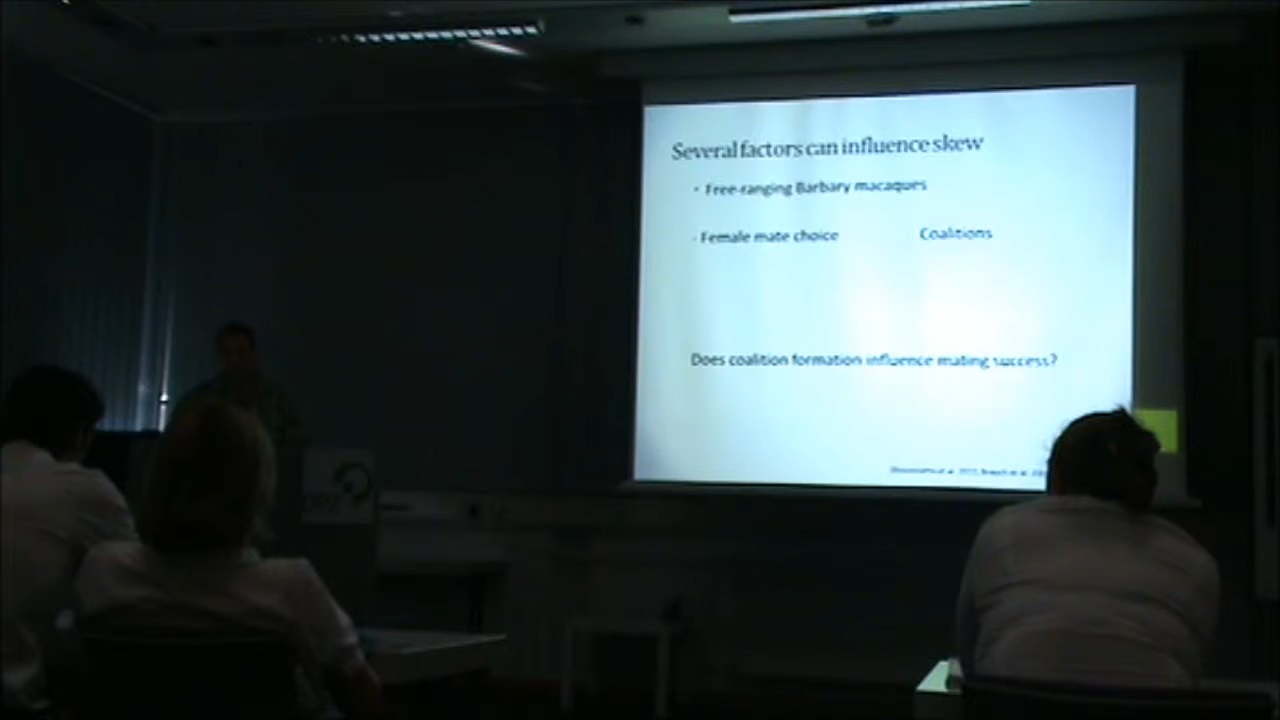 Several factors can influence skew
• Free-ranging Barbary macaques
- Female mate choice Coalitions
Does coalition formation influence mating success?